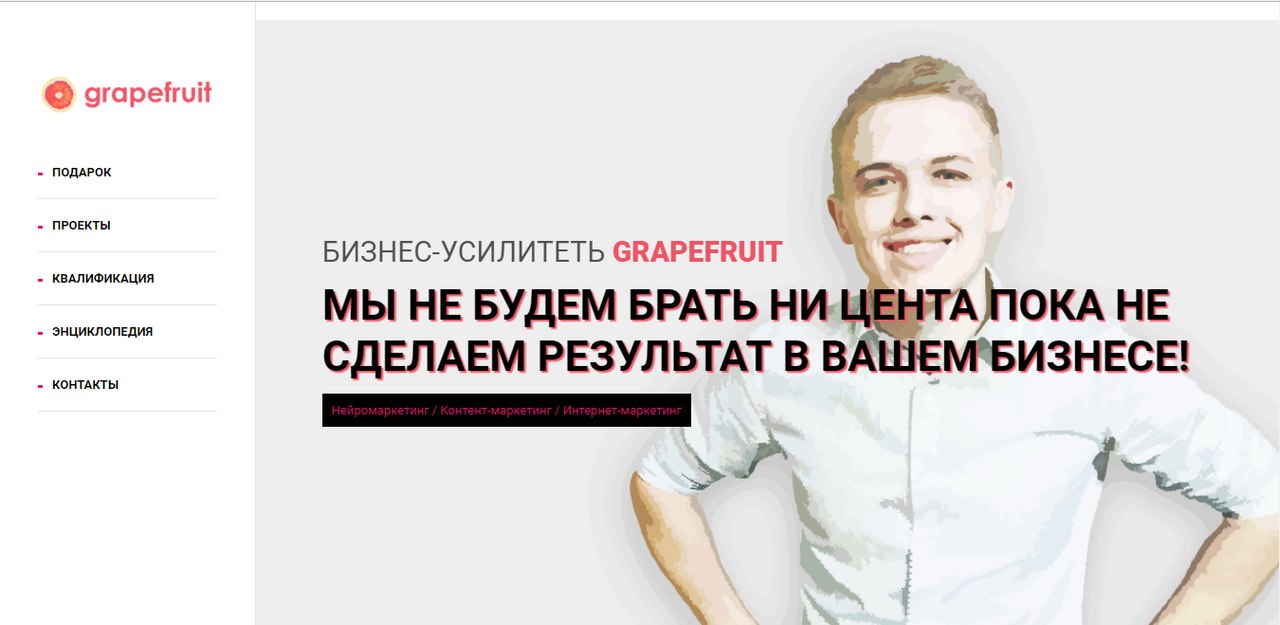 grapefruit
ПОДАРОК
ПРОЕКТЫ
КВАЛИФИКАЦИЯ
ЭНЦИКЛОПЕДИЯ
КОНТАКТЫ
БИЗНЕС-УСИЛИТЕТЬ GRAPEFRUIT
МЫ НЕ БУДЕМ БРАТЬ НИ ЦЕНТА ПОКА НЕ
СДЕЛАЕМ РЕЗУЛЬТАТ В ВАШЕМ БИЗНЕСЕ!
Нейромаркетинг / Контент-маркетинг / Интернет-маркетинг